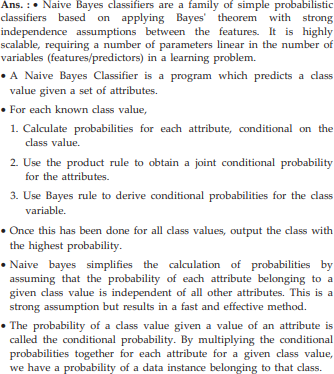 Ans. : • Naive Bayes classifiers are a family of simple probabilistic
classifiers based on applying Bayes' theorem with strong
independence assumptions between the features. It is highly
scalable, requiring a number of parameters linear in the number of
variables (features/predictors) in a learning problem.
• A Naive Bayes Classifier is a program which predicts a class
value given a set of attributes.
• For each known class value,
1. Calculate probabilities for each attribute, conditional on the
class value.
2. Use the product rule to obtain a joint conditional probability
for the attributes.
3. Use Bayes rule to derive conditional probabilities for the class
variable.
• Once this has been done for all class values, output the class with
the highest probability.
• Naive bayes simplifies the calculation of probabilities by
assuming that the probability of each attribute belonging to a
given class value is independent of all other attributes. This is a
strong assumption but results in a fast and effective method.
• The probability of a class value given a value of an attribute is
called the conditional probability. By multiplying the conditional
probabilities together for each attribute for a given class value,
we have a probability of a data instance belonging to that class.